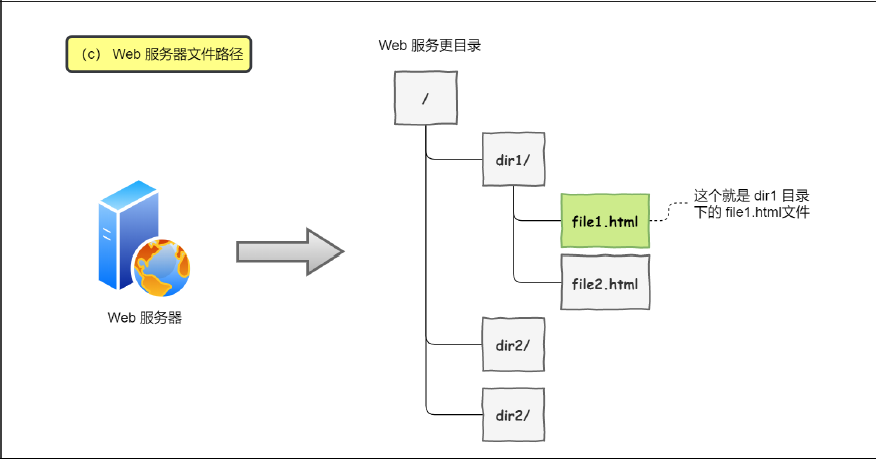 （c） Web 服务器文件路径
Web 服务更目录
/
dir1/
file1.html
这个就是 dir1 目录
下的 file1.html文件
file2.html
Web 服务器
dir2/
dir2/